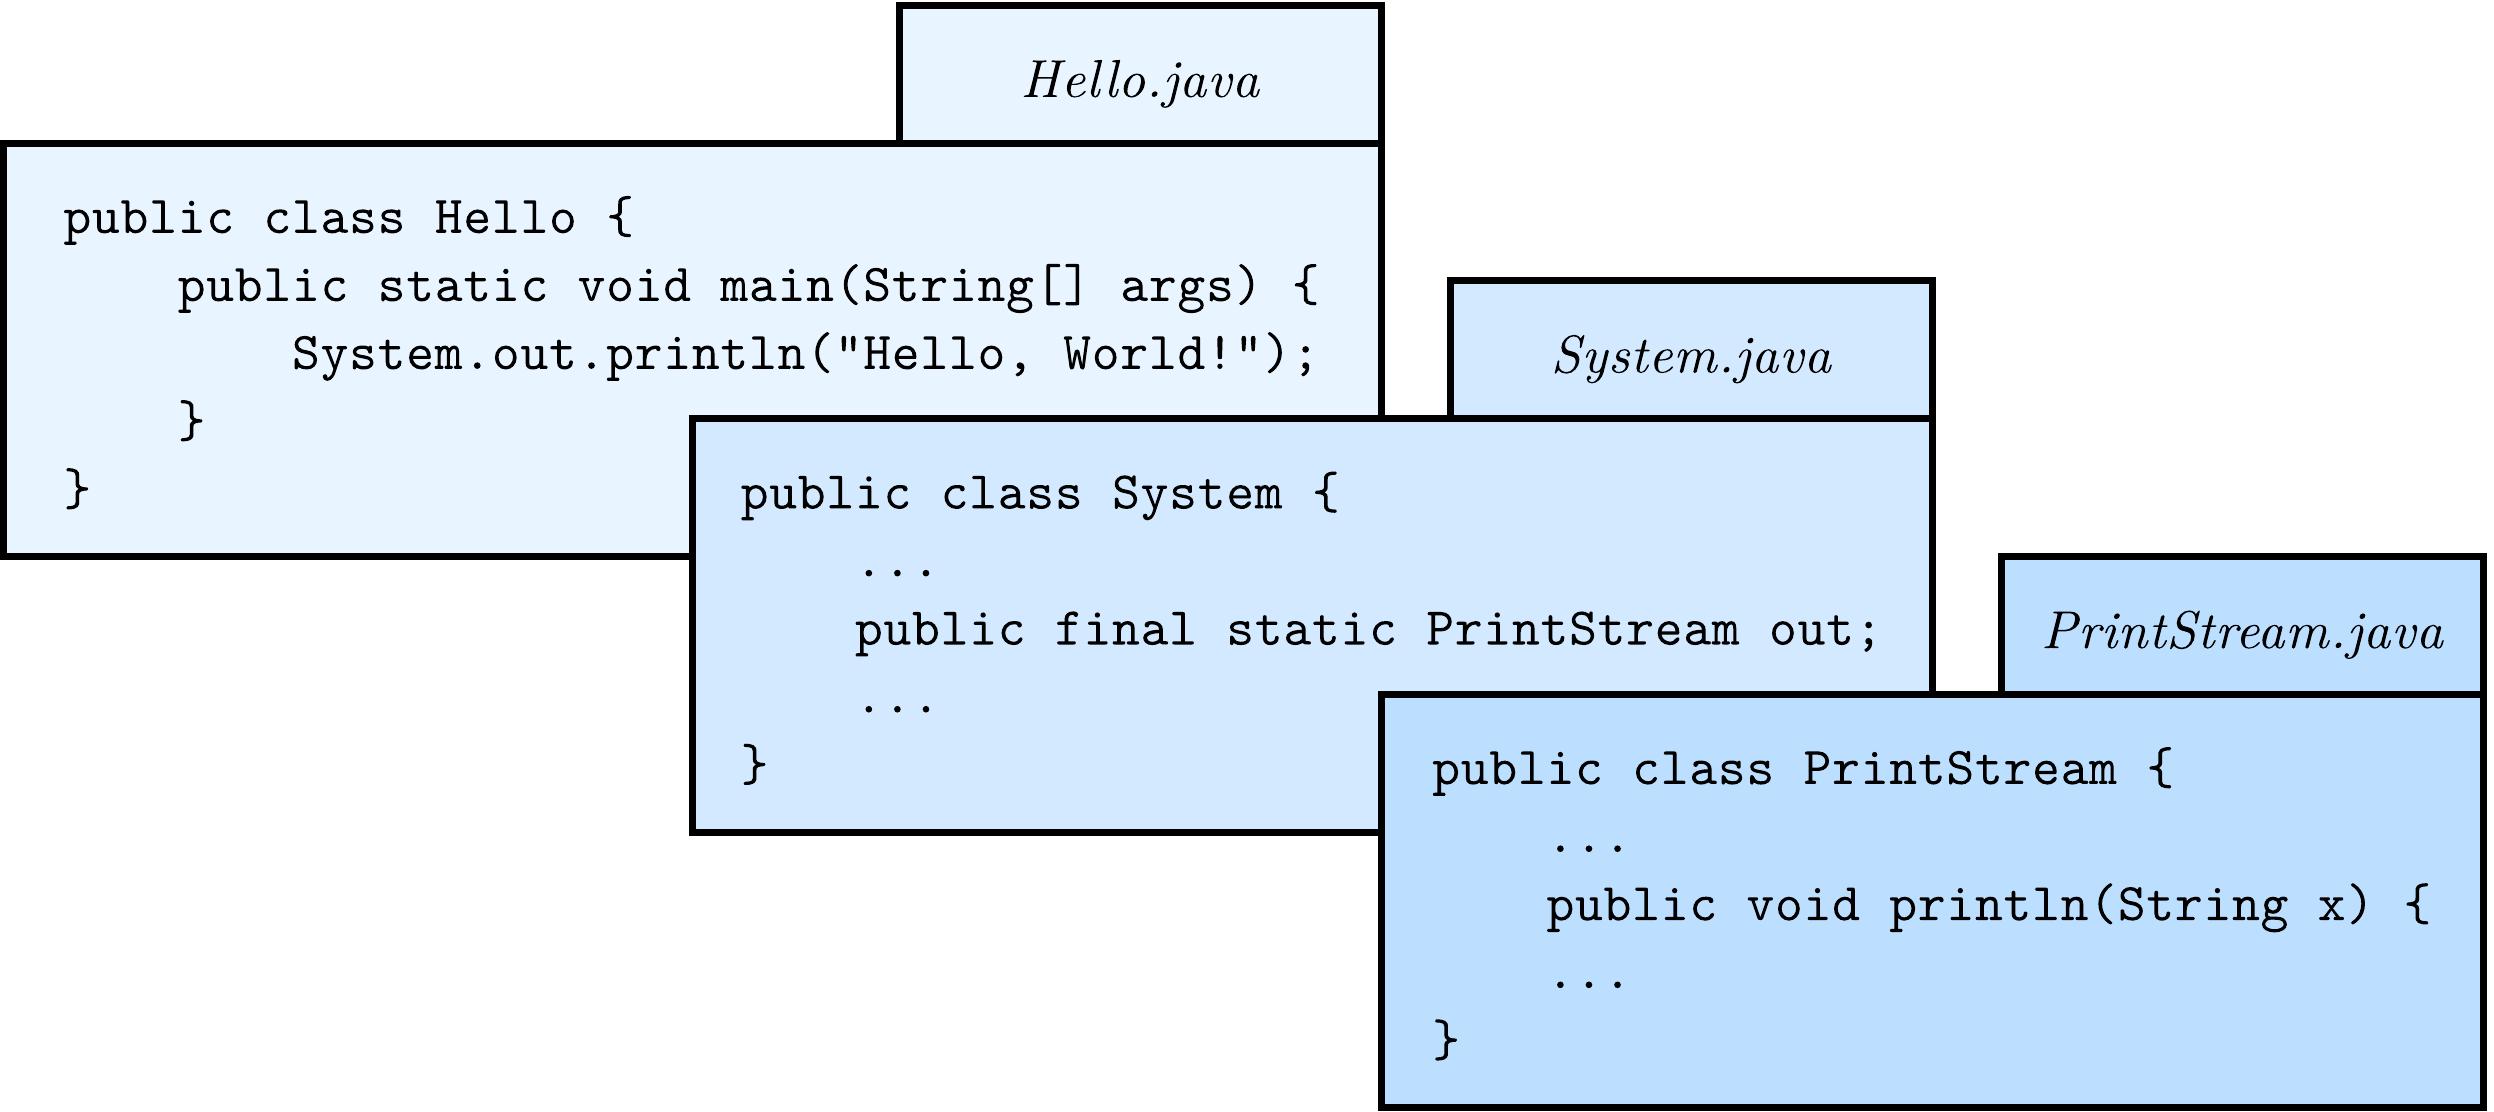 Hello.java
public class Hello {
    public static void main(String[] args) {
        System.out.println("Hello, World!");
    }
}
System.java
public class System {
    ...
    public final static PrintStream out;
    ...
}
PrintStream.java
public class PrintStream {
    ...
    public void println(String x) {
    ...
}